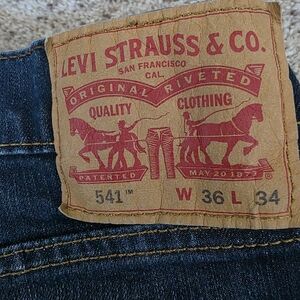 LEVI STRAUSS & CO.
SAN FRANCISCO
CAL.
ORIGINAL RIVETED
QUALITY CLOTHING
PATENTED MAY 20 1873
541™ W 36 L 34